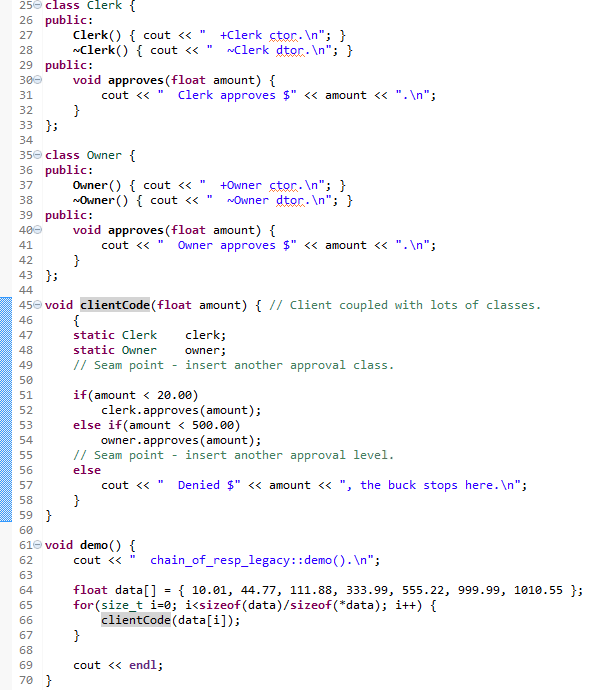 25 class Clerk {
26 public:
27     Clerk() { cout << "  +Clerk ctor.\n"; }
28     ~Clerk() { cout << "  ~Clerk dtor.\n"; }
29 public:
30     void approves(float amount) {
31         cout << "  Clerk approves $" << amount << ".\n";
32     }
33 };
34
35 class Owner {
36 public:
37     Owner() { cout << "  +Owner ctor.\n"; }
38     ~Owner() { cout << "  ~Owner dtor.\n"; }
39 public:
40     void approves(float amount) {
41         cout << "  Owner approves $" << amount << ".\n";
42     }
43 };
44
45 void clientCode(float amount) { // Client coupled with lots of classes.
46     {
47     static Clerk    clerk;
48     static Owner    owner;
49     // Seam point - insert another approval class.
50
51     if(amount < 20.00)
52         clerk.approves(amount);
53     else if(amount < 500.00)
54         owner.approves(amount);
55     // Seam point - insert another approval level.
56     else
57         cout << "  Denied $" << amount << ", the buck stops here.\n";
58     }
59 }
60
61 void demo() {
62     cout << "  chain_of_resp_legacy::demo().\n";
63
64     float data[] = { 10.01, 44.77, 111.88, 333.99, 555.22, 999.99, 1010.55 };
65     for(size_t i=0; i<sizeof(data)/sizeof(*data); i++) {
66         clientCode(data[i]);
67     }
68
69     cout << endl;
70 }